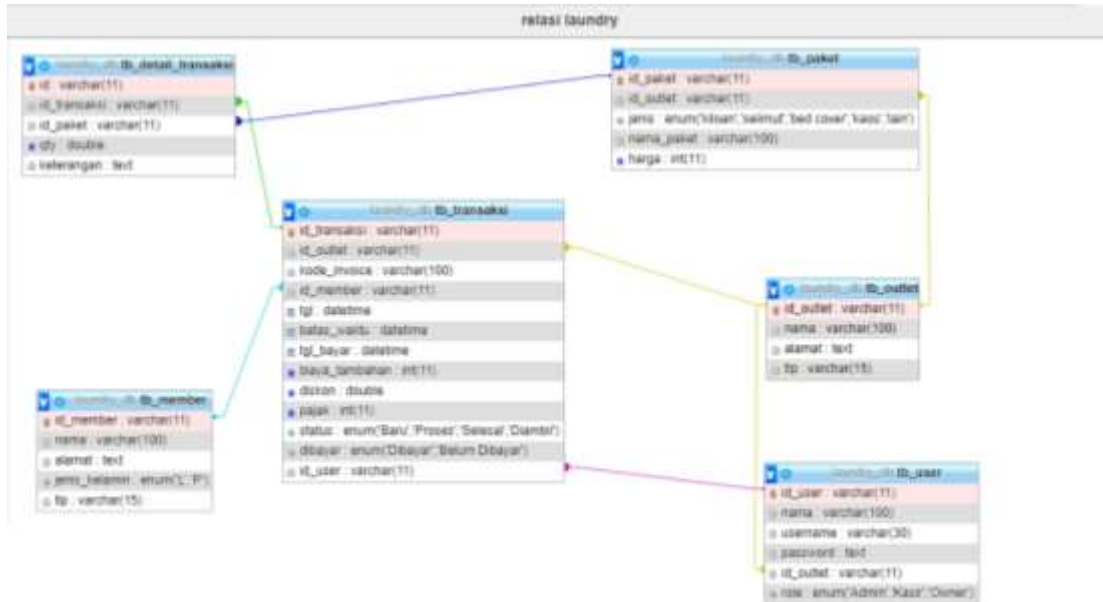 relasi laundry
laundry_db tb_detail_transaksi
id : varchar(11)
id_transaksi : varchar(11)
id_paket : varchar(11)
qty : double
keterangan : text
laundry_db tb_paket
id_paket : varchar(11)
id_outlet : varchar(11)
jenis : enum('kiloan','selimut','bed cover','kaos','lain')
nama_paket : varchar(100)
harga : int(11)
laundry_db tb_transaksi
id_transaksi : varchar(11)
id_outlet : varchar(11)
kode_invoice : varchar(100)
id_member : varchar(11)
tgl : datetime
batas_waktu : datetime
tgl_bayar : datetime
biaya_tambahan : int(11)
diskon : double
pajak : int(11)
status : enum('Baru','Proses','Selesai','Diambil')
dibayar : enum('Dibayar','Belum Dibayar')
id_user : varchar(11)
laundry_db tb_outlet
id_outlet : varchar(11)
nama : varchar(100)
alamat : text
tlp : varchar(15)
laundry_db tb_member
id_member : varchar(11)
nama : varchar(100)
alamat : text
jenis_kelamin : enum('L','P')
tlp : varchar(15)
laundry_db tb_user
id_user : varchar(11)
nama : varchar(100)
username : varchar(30)
password : text
id_outlet : varchar(11)
role : enum('Admin','Kasir','Owner')